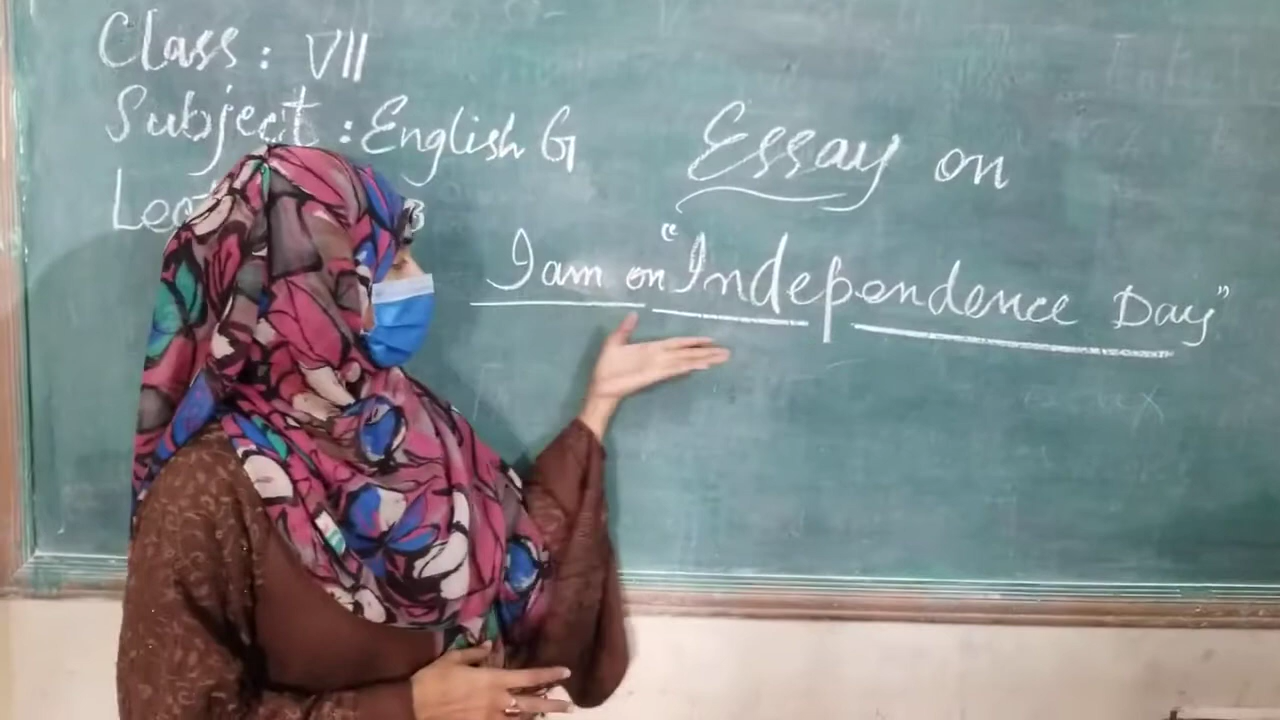 Class : VII
Subject : English G
Essay on
I am on "Independence Day"